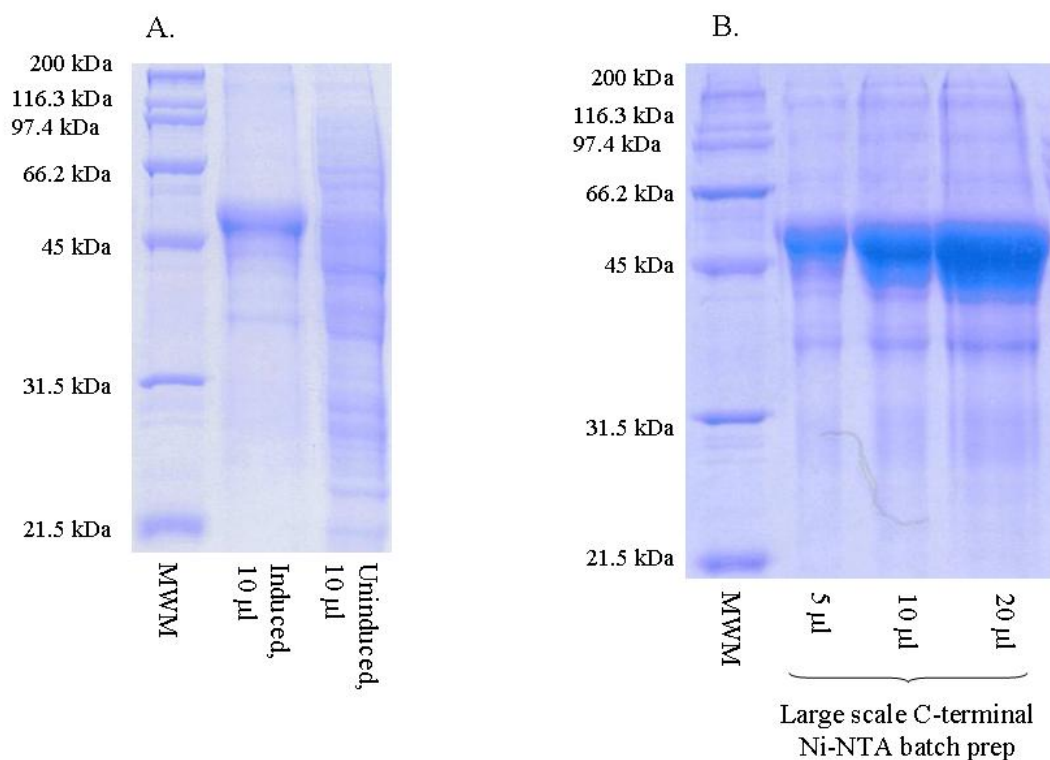 A.
200 kDa
116.3 kDa
97.4 kDa
66.2 kDa
45 kDa
31.5 kDa
21.5 kDa
MWM
Induced,
10 µl
Uninduced,
10 µl
B.
200 kDa
116.3 kDa
97.4 kDa
66.2 kDa
45 kDa
31.5 kDa
21.5 kDa
MWM
5 µl
10 µl
20 µl
Large scale C-terminal
Ni-NTA batch prep